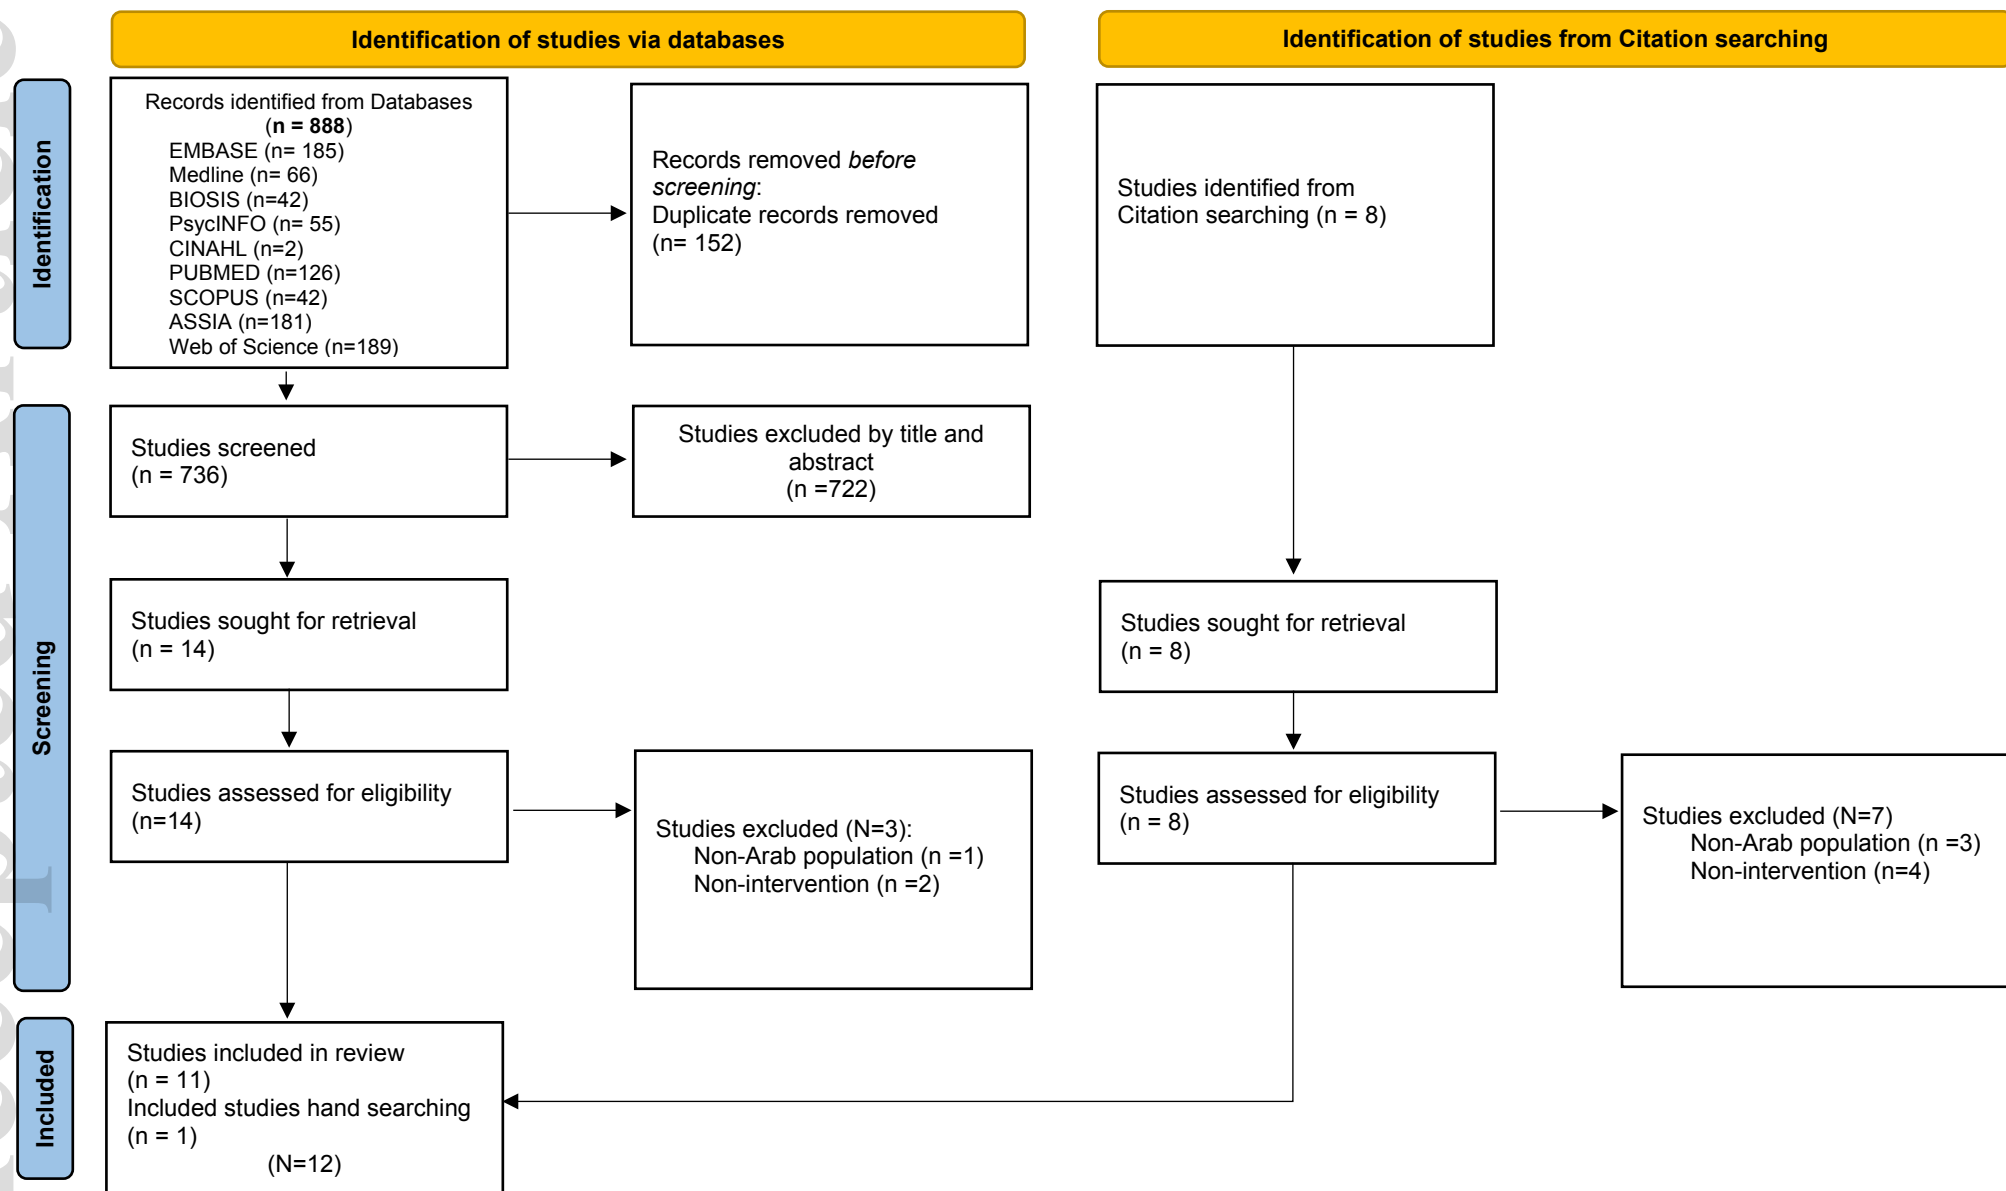 Identification of studies via databases
Identification of studies from Citation searching
Identification
Records identified from Databases
(n = 888)
EMBASE (n= 185)
Medline (n= 66)
BIOSIS (n=42)
PsycINFO (n= 55)
CINAHL (n=2)
PUBMED (n=126)
SCOPUS (n=42)
ASSIA (n=181)
Web of Science (n=189)
Records removed before
screening:
Duplicate records removed
(n= 152)
Studies identified from
Citation searching (n = 8)
Screening
Studies screened
(n = 736)
Studies excluded by title and
abstract
(n =722)
Studies sought for retrieval
(n = 14)
Studies sought for retrieval
(n = 8)
Studies assessed for eligibility
(n=14)
Studies excluded (N=3):
Non-Arab population (n =1)
Non-intervention (n =2)
Studies assessed for eligibility
(n = 8)
Studies excluded (N=7)
Non-Arab population (n =3)
Non-intervention (n=4)
Included
Studies included in review
(n = 11)
Included studies hand searching
(n = 1)
(N=12)